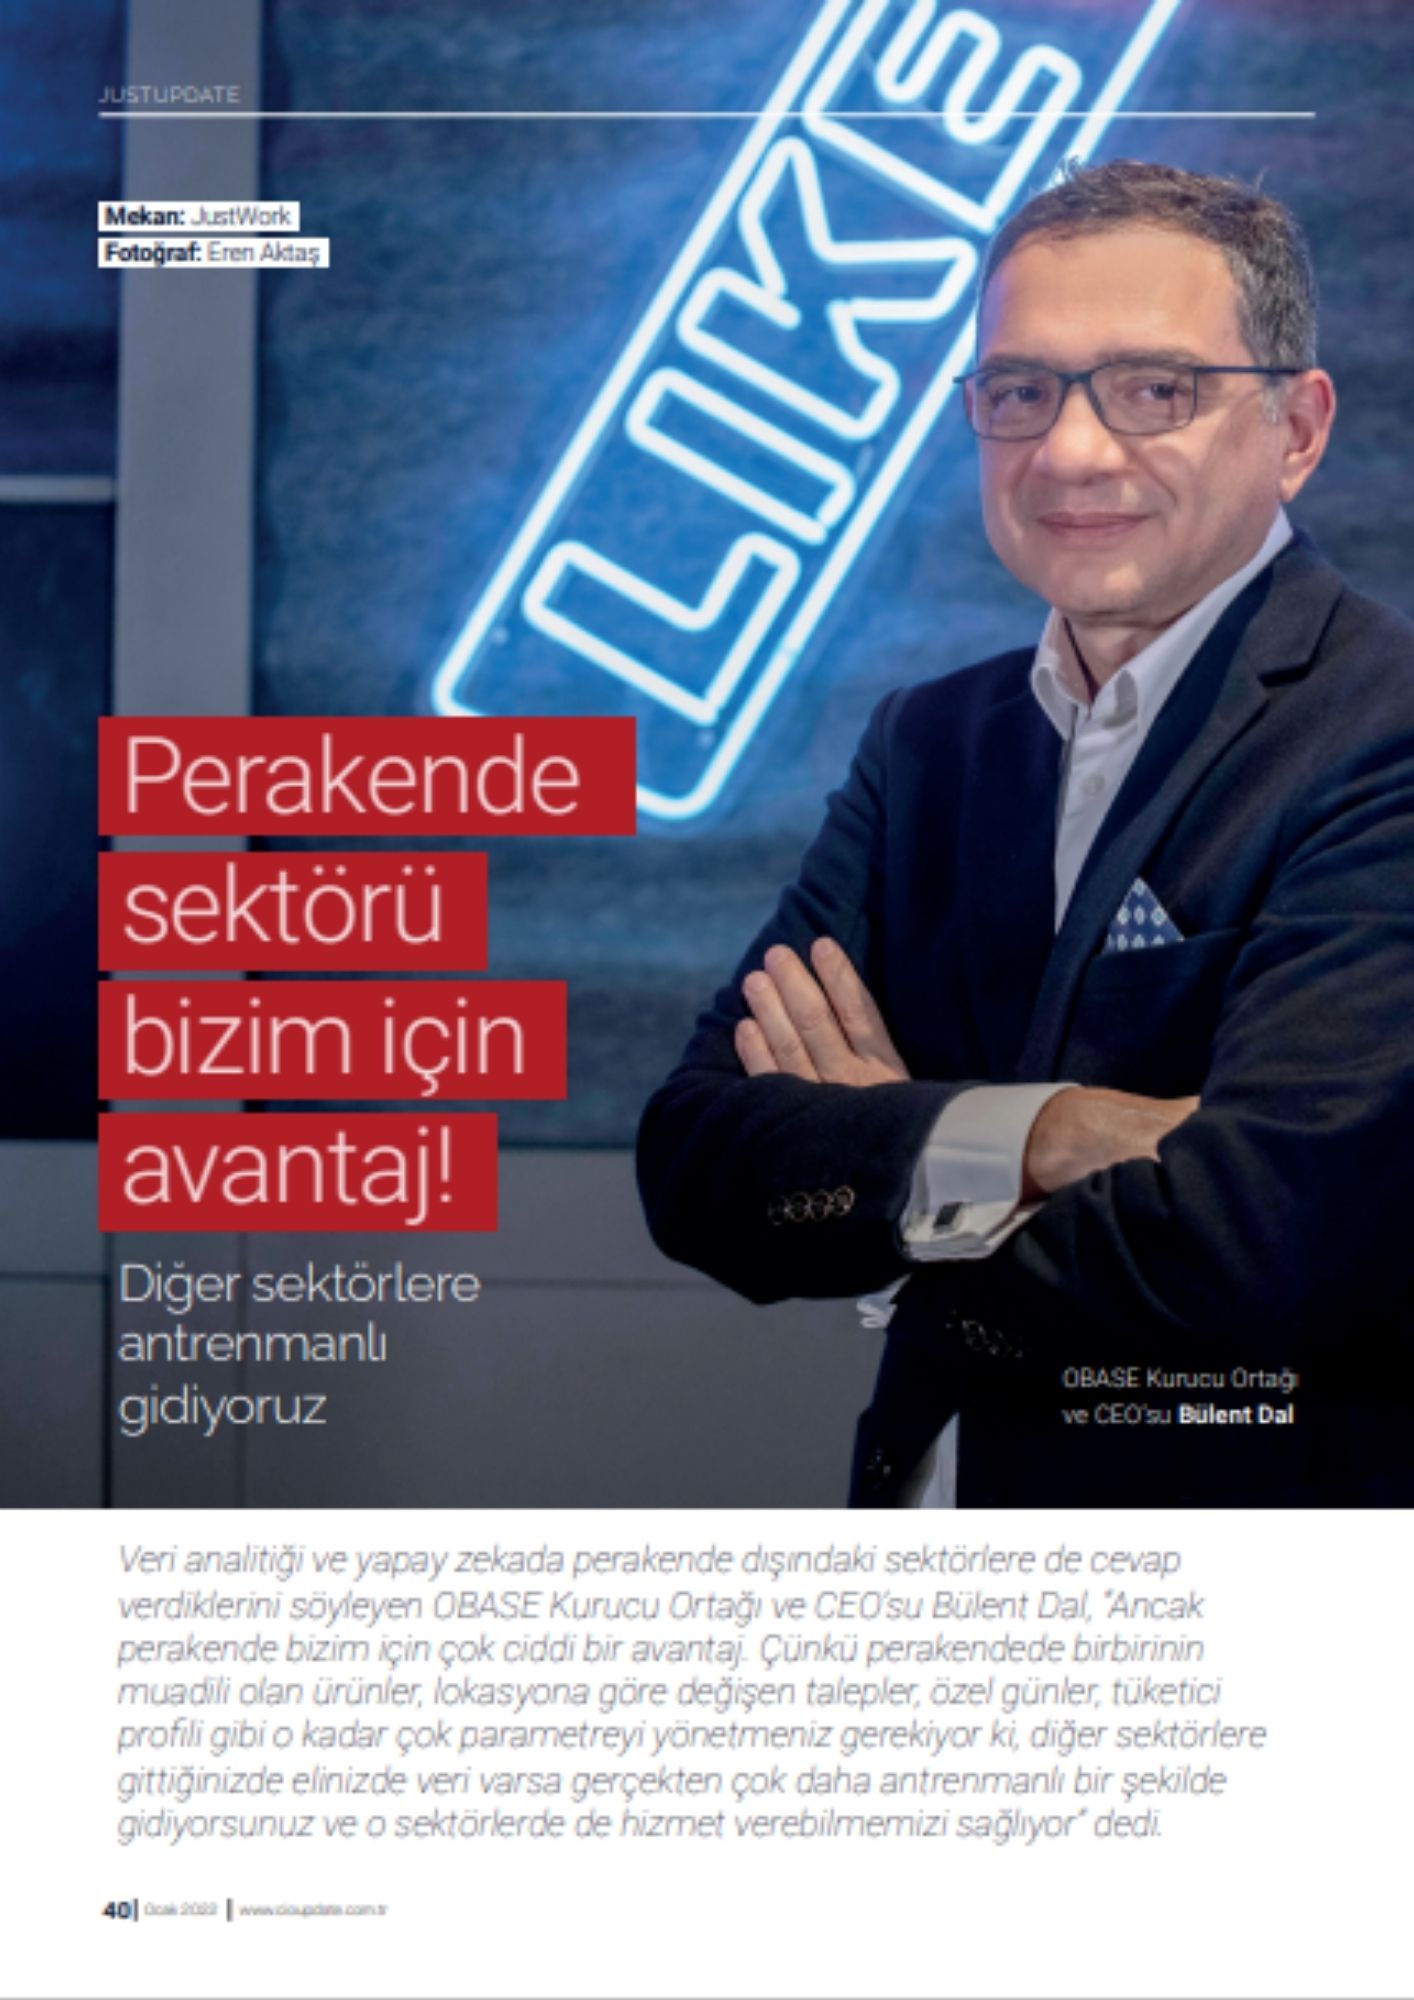 JUSTUPDATE
Mekan: JustWork
Fotoğraf: Eren Aktaş
LIKE
Perakende
sektörü
bizim için
avantaj!
Diğer sektörlere
antrenmanlı
gidiyoruz
OBASE Kurucu Ortağı
ve CEO'su Bülent Dal
Veri analitiği ve yapay zekada perakende dışındaki sektörlere de cevap
verdiklerini söyleyen OBASE Kurucu Ortağı ve CEO'su Bülent Dal, "Ancak
perakende bizim için çok ciddi bir avantaj. Çünkü perakendede birbirinin
muadili olan ürünler, lokasyona göre değişen talepler, özel günler, tüketici
profili gibi o kadar çok parametreyi yönetmeniz gerekiyor ki, diğer sektörlere
gittiğinizde elinizde veri varsa gerçekten çok daha antrenmanlı bir şekilde
gidiyorsunuz ve o sektörlerde de hizmet verebilmemizi sağlıyor" dedi.
40| Ocak 2022 | www.cioupdate.com.tr